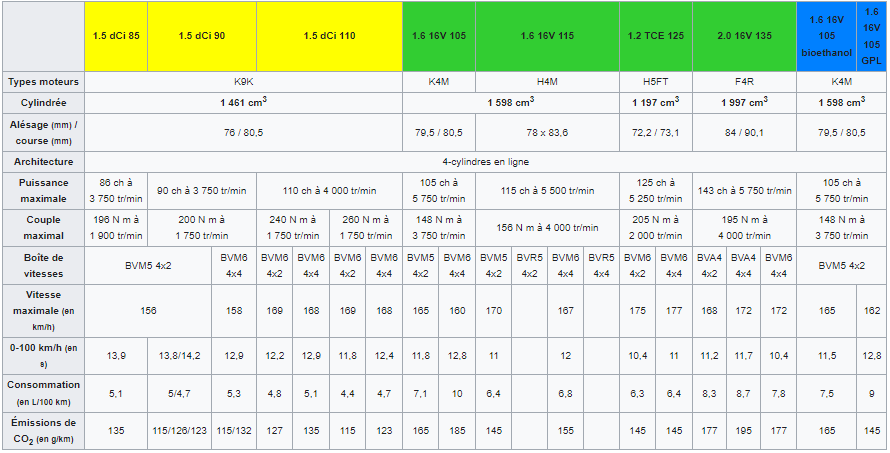 1.5 dCi 85 1.5 dCi 90 1.5 dCi 110 1.6 16V 105 1.6 16V 115 1.2 TCE 125 2.0 16V 135 1.6 16V 105 bioethanol 1.6 16V 105 GPL
Types moteurs K9K K4M H4M H5FT F4R K4M
Cylindrée 1 461 cm³ 1 598 cm³ 1 197 cm³ 1 997 cm³ 1 598 cm³
Alésage (mm) / course (mm) 76 / 80,5 79,5 / 80,5 78 x 83,6 72,2 / 73,1 84 / 90,1 79,5 / 80,5
Architecture 4-cylindres en ligne
Puissance maximale 86 ch à 3 750 tr/min 90 ch à 3 750 tr/min 110 ch à 4 000 tr/min 105 ch à 5 750 tr/min 115 ch à 5 500 tr/min 125 ch à 5 250 tr/min 143 ch à 5 750 tr/min 105 ch à 5 750 tr/min
Couple maximal 196 N m à 1 900 tr/min 200 N m à 1 750 tr/min 240 N m à 1 750 tr/min 260 N m à 1 750 tr/min 148 N m à 3 750 tr/min 156 N m à 4 000 tr/min 205 N m à 2 000 tr/min 195 N m à 4 000 tr/min 148 N m à 3 750 tr/min
Boîte de vitesses BVM5 4x2 BVM6 4x4 BVM6 4x2 BVM6 4x4 BVM6 4x2 BVM6 4x4 BVM5 4x2 BVM6 4x4 BVM5 4x2 BVR5 4x2 BVM6 4x4 BVR5 4x4 BVM6 4x2 BVM6 4x4 BVA4 4x2 BVA4 4x4 BVM6 4x4 BVM5 4x2
Vitesse maximale (en km/h) 156 158 169 168 169 168 165 160 170 167 175 177 168 172 172 165 162
0-100 km/h (en s) 13,9 13,8/14,2 12,9 12,2 12,9 11,8 12,4 11,8 12,8 11 12 10,4 11 11,2 11,7 10,4 11,5 12,8
Consommation (en L/100 km) 5,1 5/4,7 5,3 4,8 5,1 4,4 4,7 7,1 10 6,4 6,8 6,3 6,4 8,3 8,7 7,8 7,5 9
Émissions de CO₂ (en g/km) 135 115/126/123 115/132 127 135 115 123 165 185 145 155 145 145 177 195 177 165 145